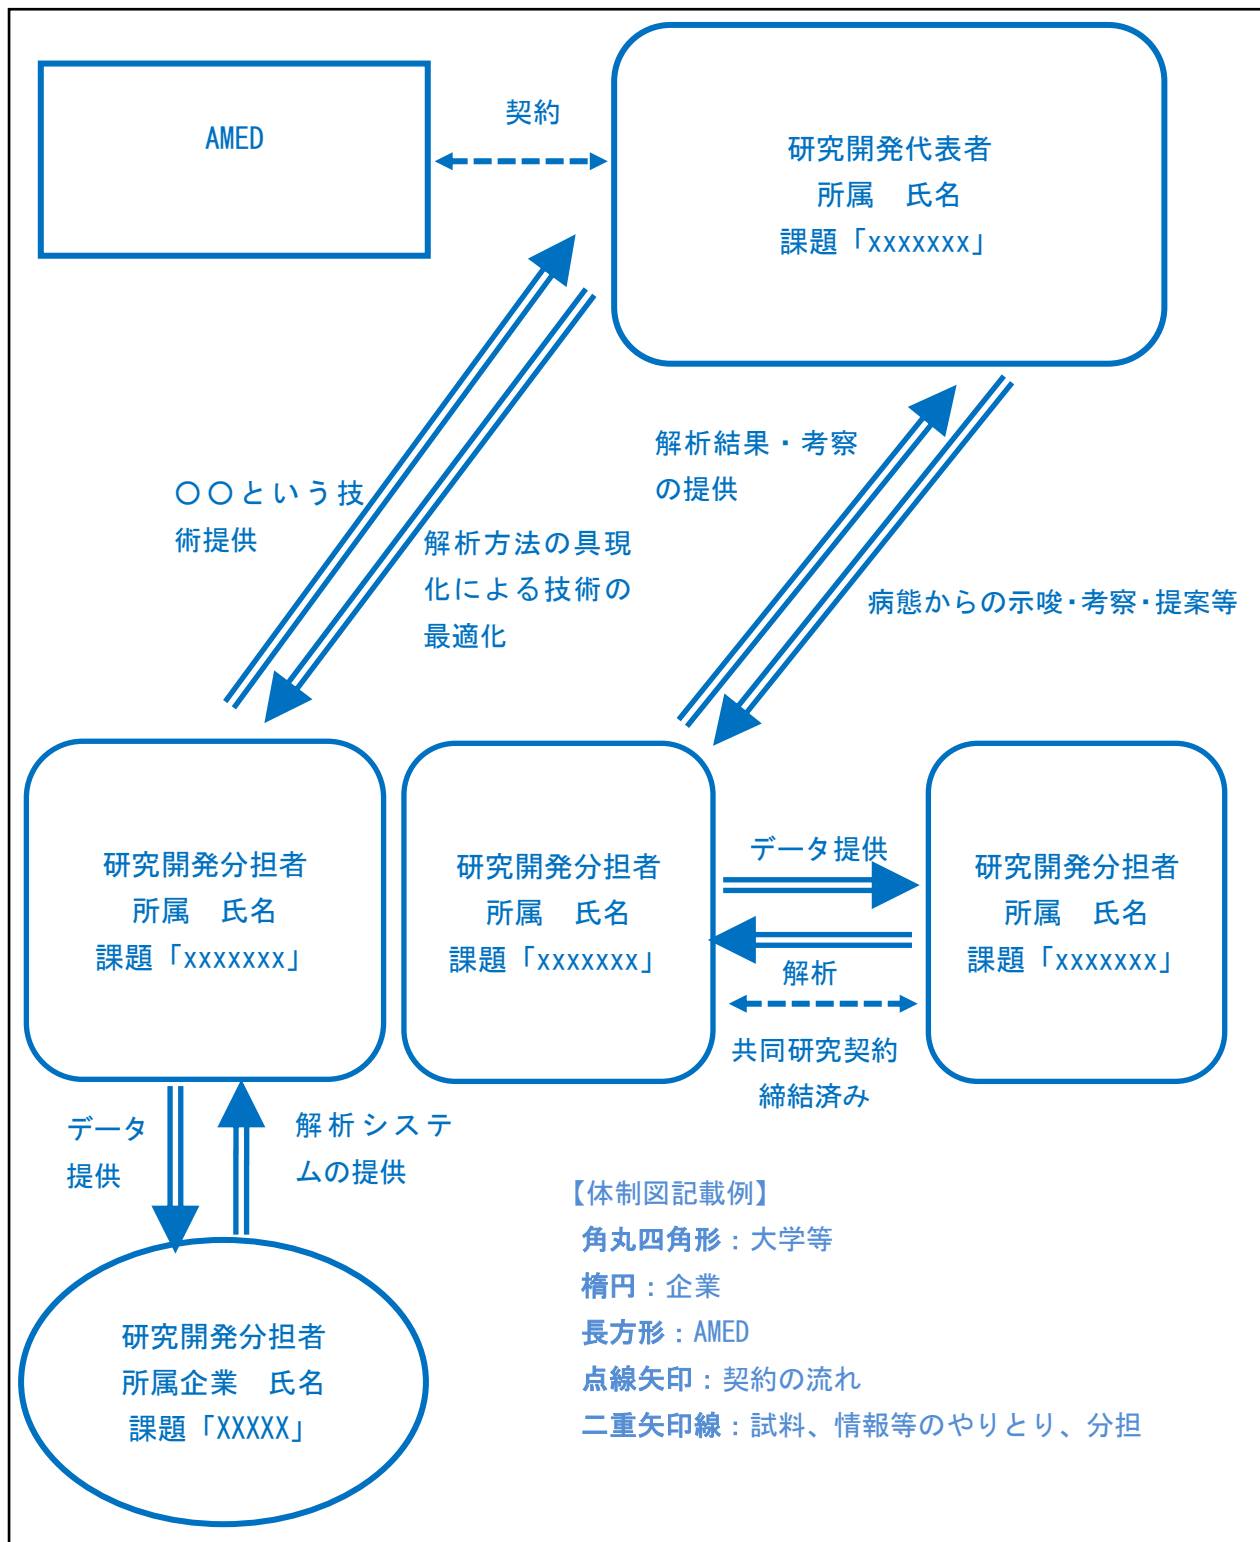 AMED
契約
研究開発代表者
所属　氏名
課題「xxxxxxx」
〇〇という技
術提供
解析方法の具現
化による技術の
最適化
解析結果・考察
の提供
病態からの示唆・考察・提案等
研究開発分担者
所属　氏名
課題「xxxxxxx」
研究開発分担者
所属　氏名
課題「xxxxxxx」
データ提供
解析
共同研究契約
締結済み
研究開発分担者
所属　氏名
課題「xxxxxxx」
データ
提供
解析システ
ムの提供
研究開発分担者
所属企業　氏名
課題「XXXXX」
【体制図記載例】
角丸四角形：大学等
楕円：企業
長方形：AMED
点線矢印：契約の流れ
二重矢印線：試料、情報等のやりとり、分担